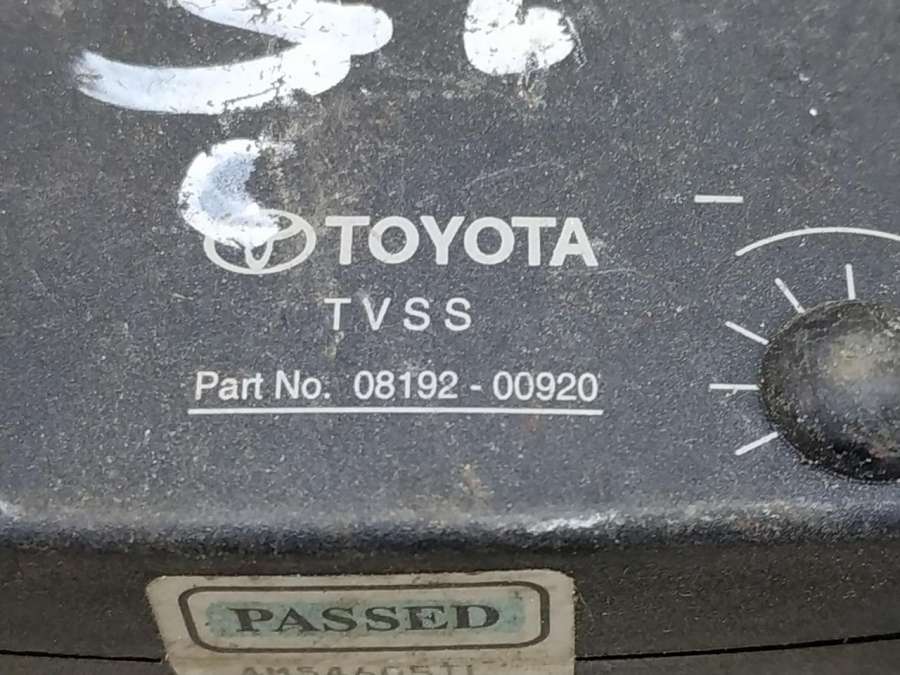 TOYOTA
TVSS
Part No. 08192-00920
PASSED